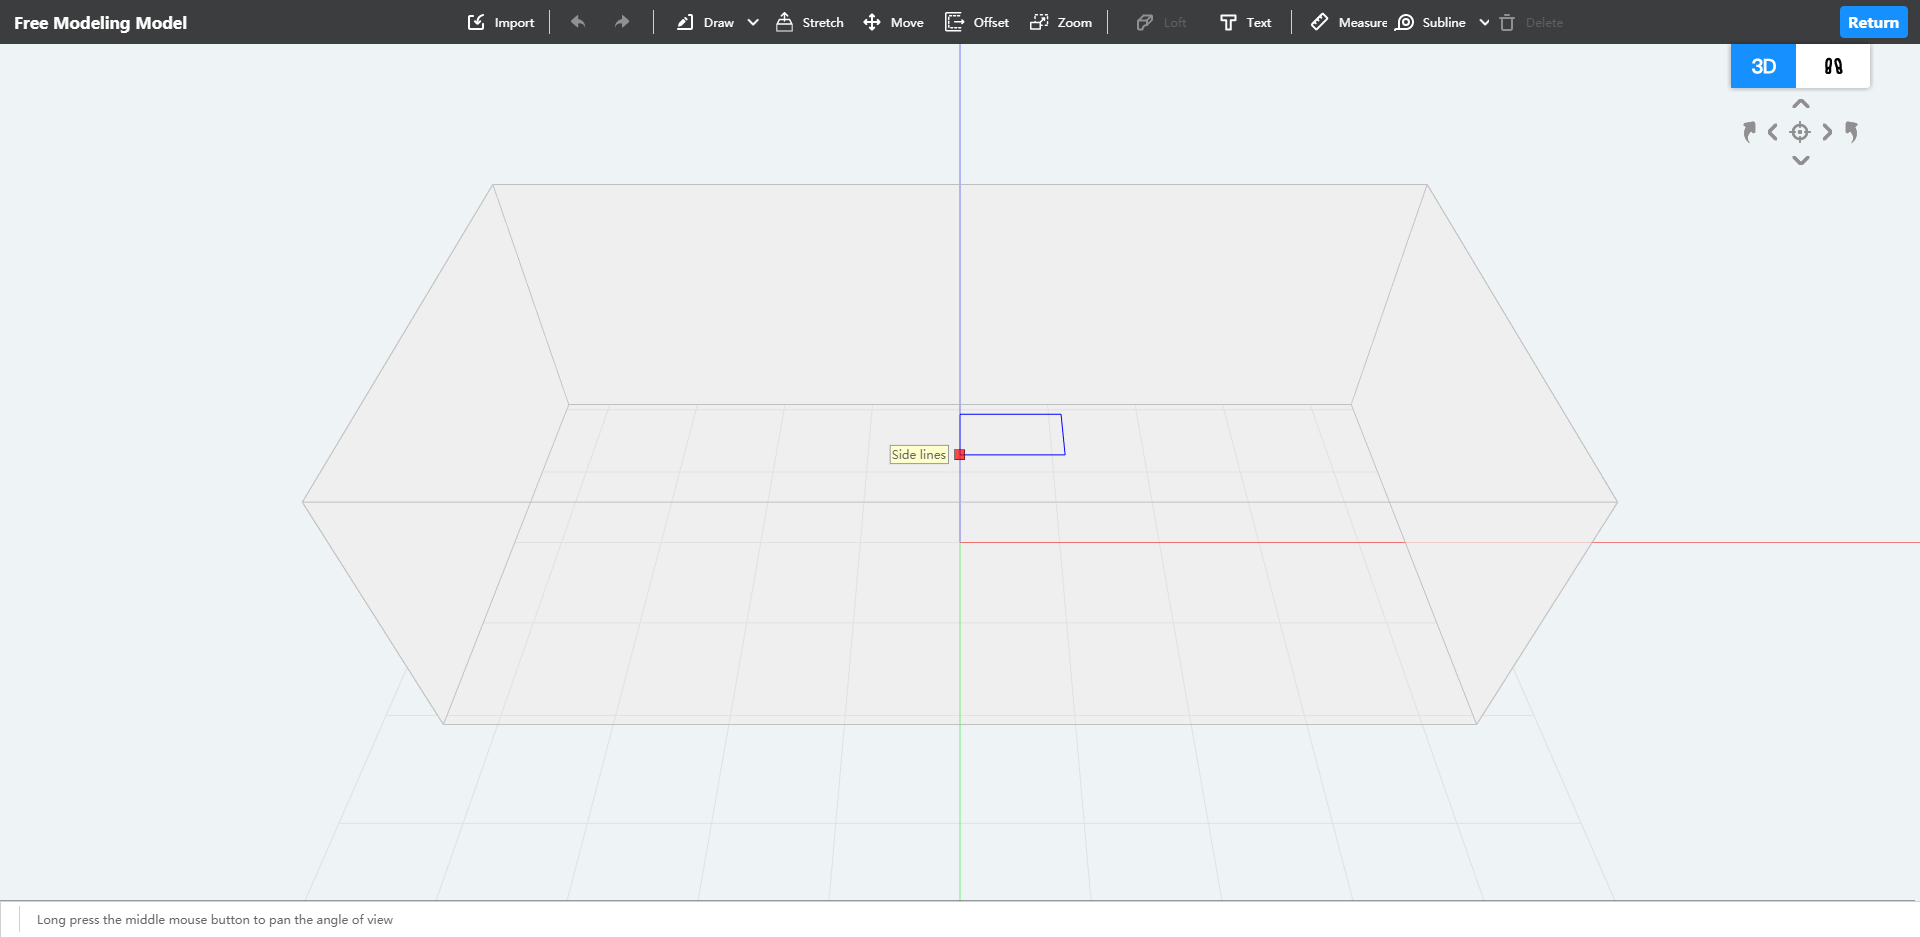 Free Modeling Model
Import
Draw
Stretch
Move
Offset
Zoom
Loft
Text
Measure
Subline
Delete
Return
3D
Side lines
Long press the middle mouse button to pan the angle of view